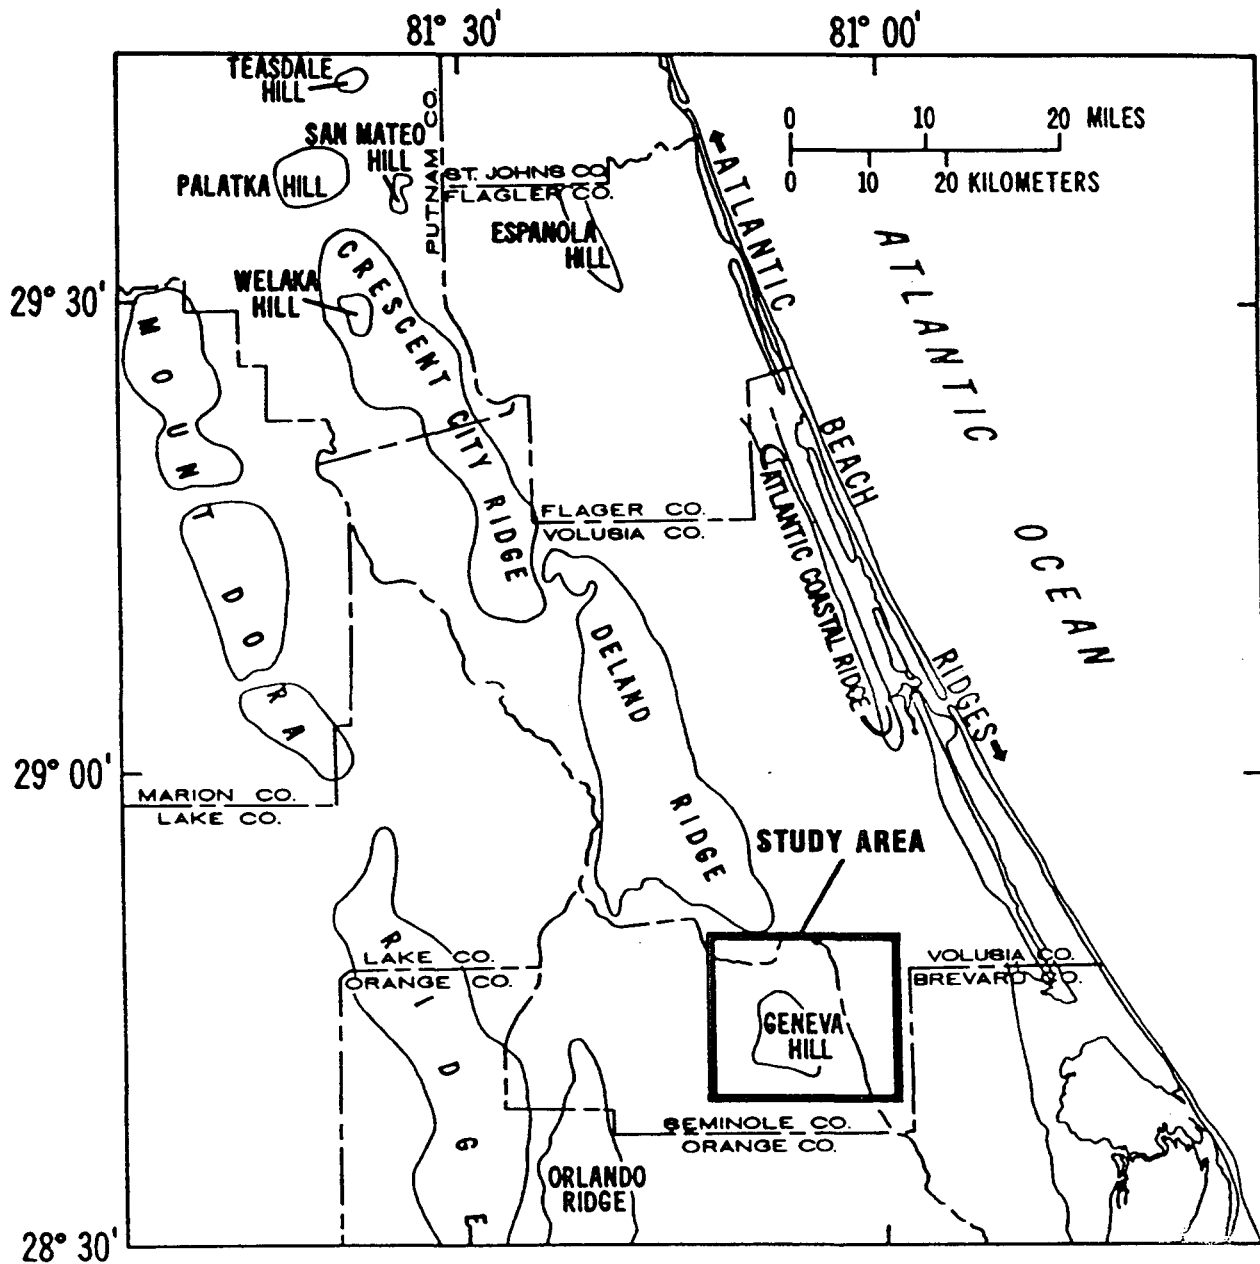 81° 30'
81° 00'
TEASDALE
HILL
SAN MATEO
HILL
PALATKA HILL
PUTNAM CO.
ST. JOHNS CO.
FLAGLER CO.
ESPANOLA
HILL
0 10 20 MILES
0 10 20 KILOMETERS
ATLANTIC
BEACH
RIDGES
ATLANTIC
OCEAN
29° 30'
WELAKA
HILL
CRESCENT CITY RIDGE
MOUNT
DORA
RIDGE
FLAGER CO.
VOLUSIA CO.
ATLANTIC COASTAL RIDGE
DELAND
RIDGE
29° 00'
MARION CO.
LAKE CO.
STUDY AREA
LAKE CO.
ORANGE CO.
VOLUSIA CO.
BREVARD CO.
GENEVA
HILL
SEMINOLE CO.
ORANGE CO.
ORLANDO
RIDGE
28° 30'